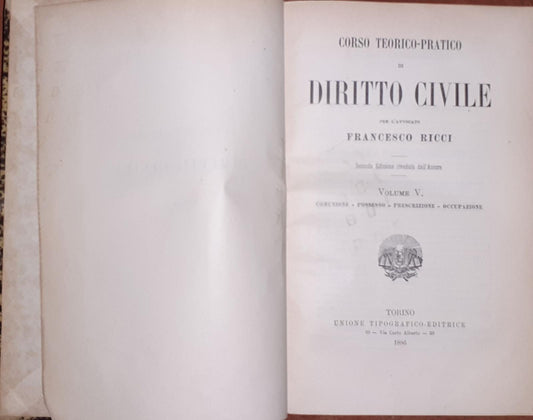 CORSO TEORICO-PRATICO
DI
DIRITTO CIVILE
PER L'AVVOCATO
FRANCESCO RICCI
Seconda Edizione riveduta dall'Autore
VOLUME V.
COMUNIONE - POSSESSO - PRESCRIZIONE - OCCUPAZIONE
TORINO
UNIONE TIPOGRAFICO-EDITRICE
33 — Via Carlo Alberto — 33
1886